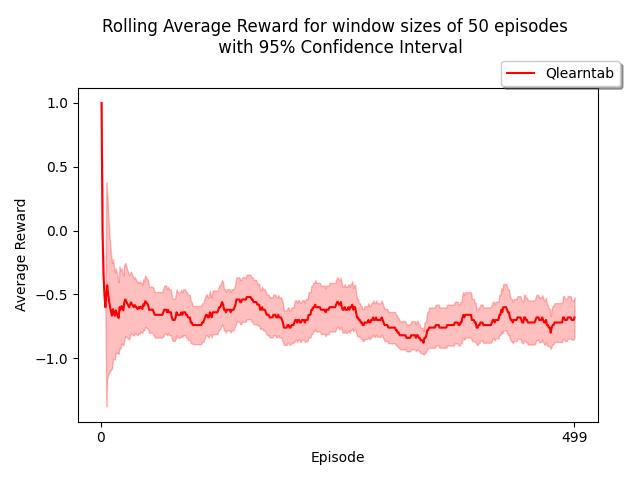 Rolling Average Reward for window sizes of 50 episodes
with 95% Confidence Interval
Qlearntab
Average Reward
1.0
0.5
0.0
−0.5
−1.0
0
499
Episode